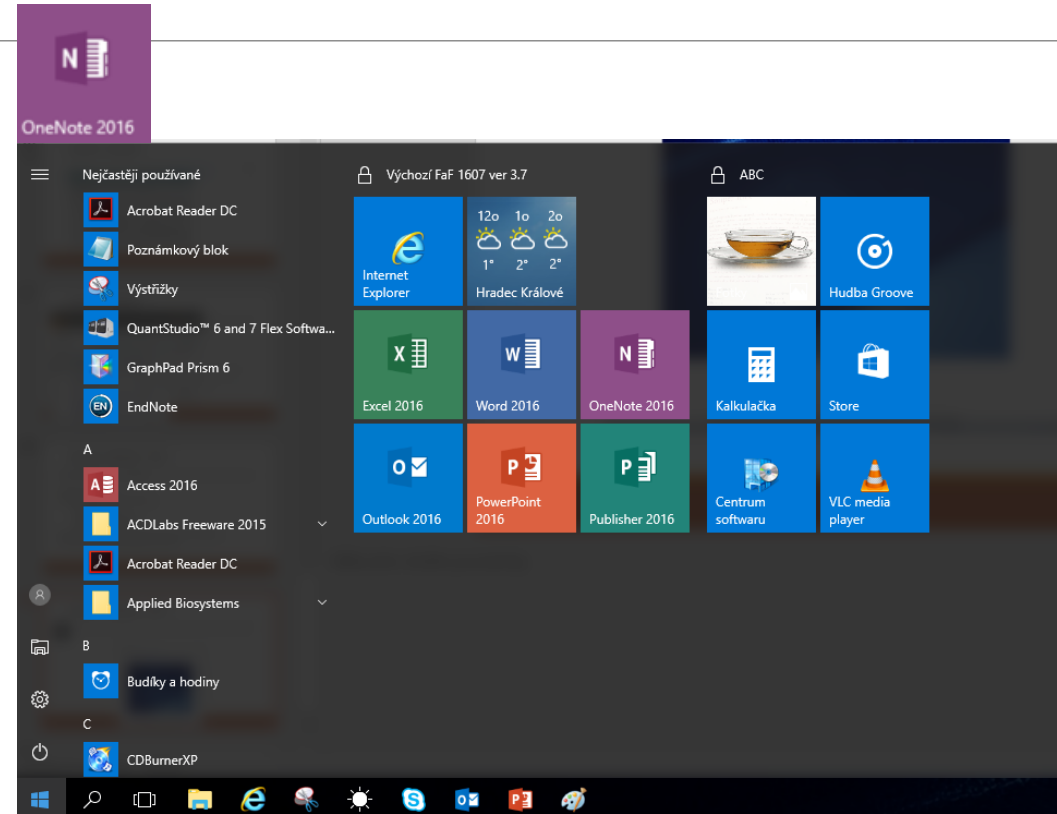 OneNote 2016
Nejčastěji používané
Acrobat Reader DC
Poznámkový blok
Výstřižky
QuantStudio™ 6 and 7 Flex Softwa...
GraphPad Prism 6
EndNote
A
Access 2016
ACDLabs Freeware 2015
Acrobat Reader DC
Applied Biosystems
B
Budíky a hodiny
C
CDBurnerXP
Výchozí FaF 1607 ver 3.7
Internet
Explorer
12o 1o 2o
1° 2° 2°
Hradec Králové
Excel 2016
Word 2016
OneNote 2016
Outlook 2016
PowerPoint
2016
Publisher 2016
ABC
Hudba Groove
Kalkulačka
Store
Centrum
softwaru
VLC media
player